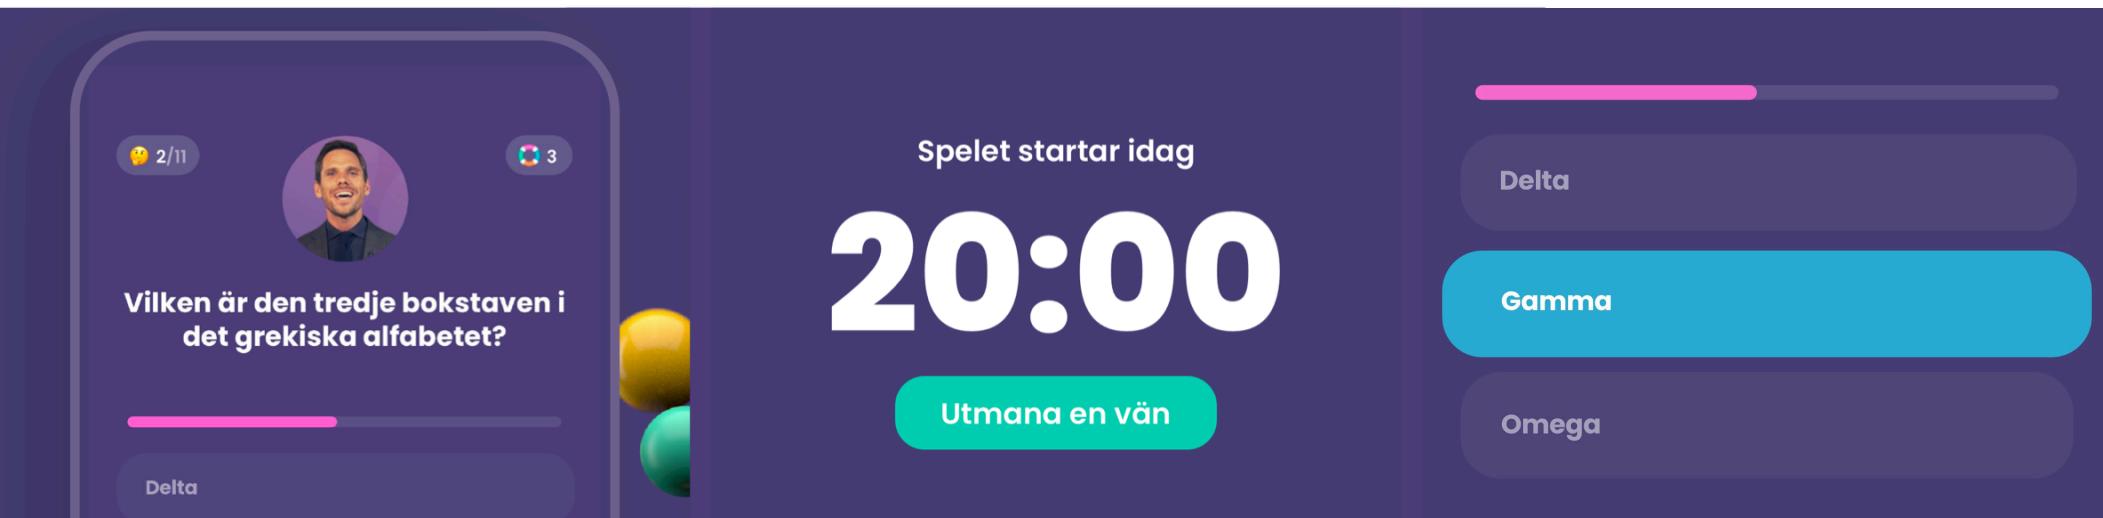 2/11
3
Vilken är den tredje bokstaven i
det grekiska alfabetet?
Delta
Spelet startar idag
20:00
Utmana en vän
Delta
Gamma
Omega